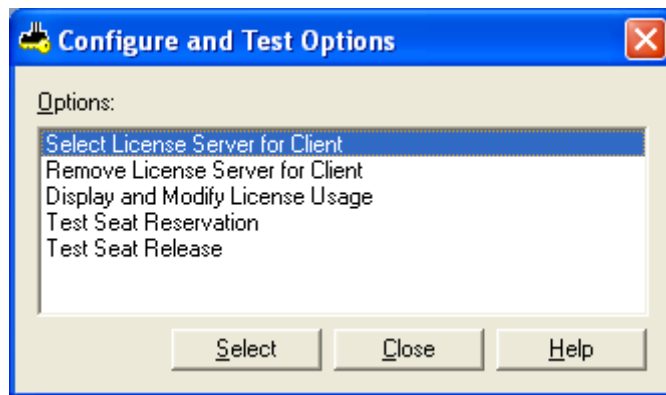 Configure and Test Options
Options:
Select License Server for Client
Remove License Server for Client
Display and Modify License Usage
Test Seat Reservation
Test Seat Release
Select Close Help